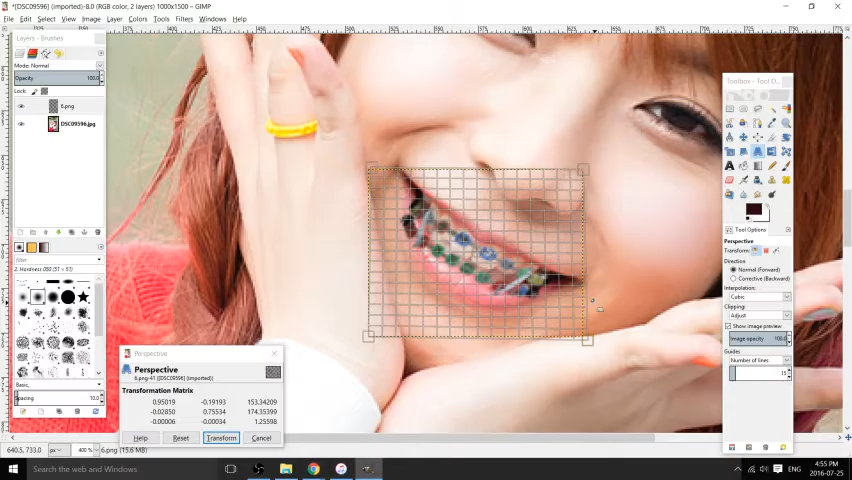 *[DSC09596] (imported)-8.0 (RGB color, 2 layers) 1000x1500 – GIMP
File Edit Select View Image Layer Colors Tools Filters Windows Help
Layers - Brushes
Mode: Normal
Opacity 100.0
Lock:
6.png
DSC09596.jpg
filter
2. Hardness 050 (51 × 51)
Basic,
Spacing 10.0
Perspective
Perspective
6.png-41 ([DSC09596] (imported))
Transformation Matrix
0.95019 -0.19193 153.34209
-0.02850 0.75534 174.35399
-0.00006 -0.00034 1.25598
Help Reset Transform Cancel
Toolbox - Tool O...
Tool Options
Perspective
Transform:
Direction
Normal (Forward)
Corrective (Backward)
Interpolation:
Cubic
Clipping:
Adjust
Show image preview
Image opacity 100.0
Guides
Number of lines
15
640.5, 733.0 px 400 % 6.png (15.6 MB)
Search the web and Windows
ENG
4:55 PM
2016-07-25